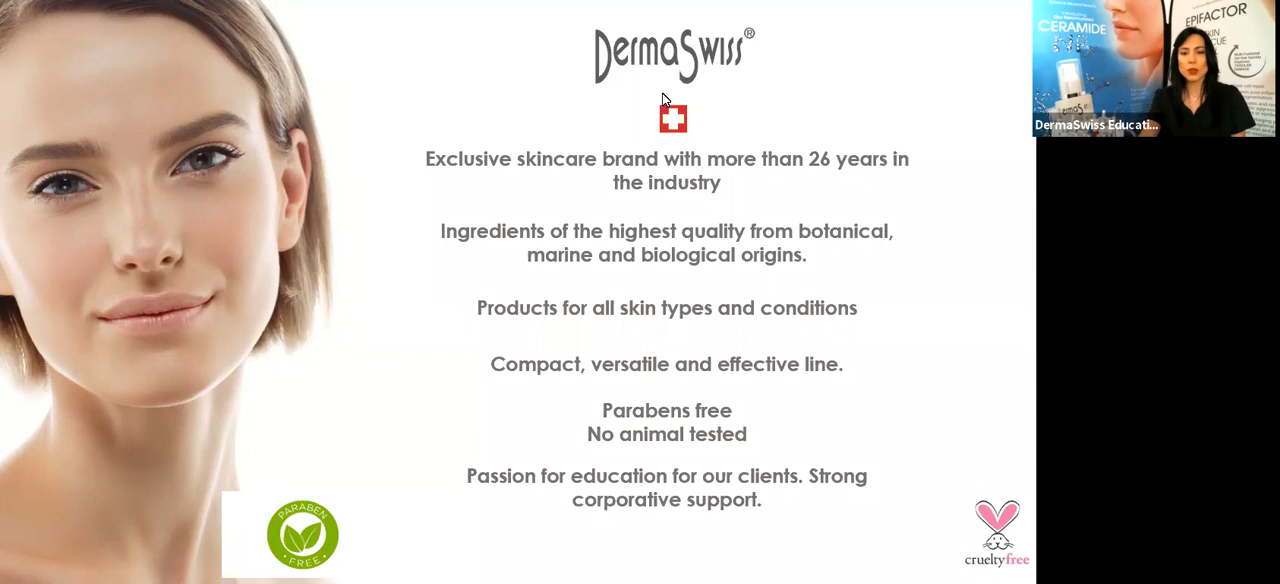 DermaSwiss®
Exclusive skincare brand with more than 26 years in
the industry
Ingredients of the highest quality from botanical,
marine and biological origins.
Products for all skin types and conditions
Compact, versatile and effective line.
Parabens free
No animal tested
Passion for education for our clients. Strong
corporative support.
PARABEN
FREE
crueltyfree
CERAMIDE
EPIFACTOR
DermaSwiss Educati...